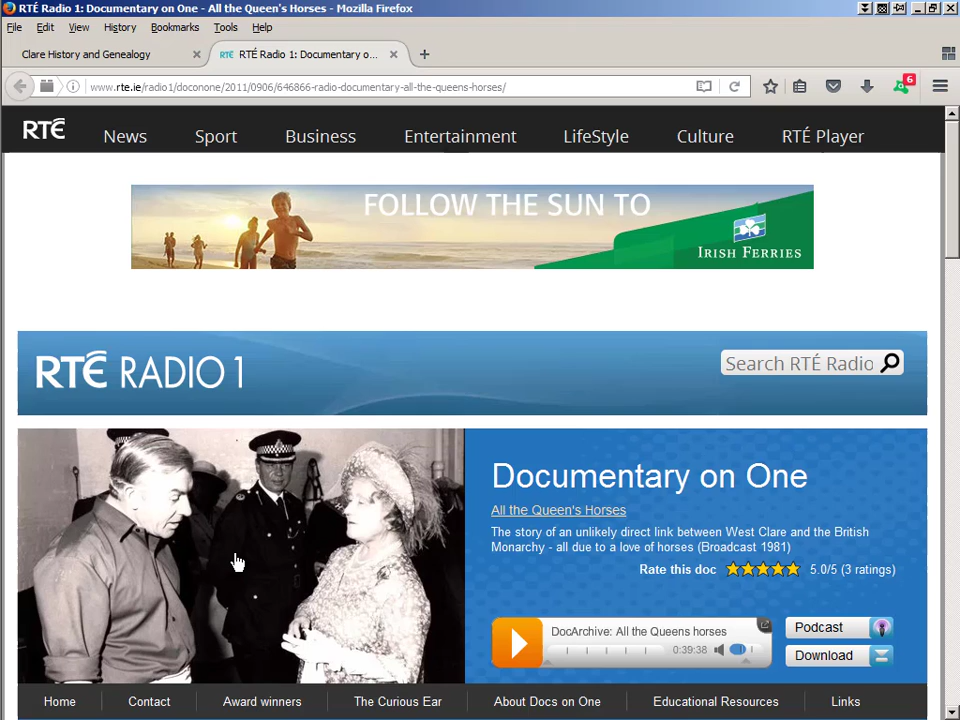 RTÉ Radio 1: Documentary on One - All the Queen's Horses - Mozilla Firefox
File Edit View History Bookmarks Tools Help
Clare History and Genealogy
RTÉ Radio 1: Documentary o...
www.rte.ie/radio1/doconone/2011/0906/646866-radio-documentary-all-the-queens-horses/
6
RTÉ News Sport Business Entertainment LifeStyle Culture RTÉ Player
FOLLOW THE SUN TO
IRISH FERRIES
RTÉ RADIO 1
Search RTÉ Radio
Documentary on One
All the Queen's Horses
The story of an unlikely direct link between West Clare and the British
Monarchy - all due to a love of horses (Broadcast 1981)
Rate this doc 5.0/5 (3 ratings)
DocArchive: All the Queens horses
0:39:38
Podcast
Download
Home Contact Award winners The Curious Ear About Docs on One Educational Resources Links